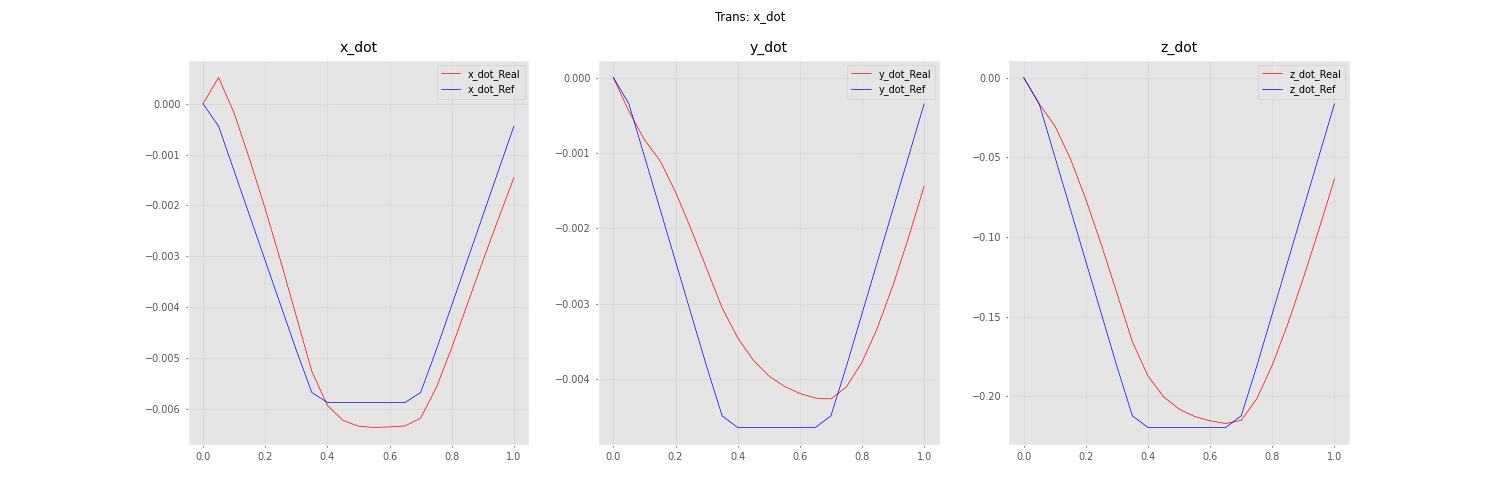 Trans: x_dot
x_dot
y_dot
z_dot
x_dot_Real
x_dot_Ref
y_dot_Real
y_dot_Ref
z_dot_Real
z_dot_Ref
0.000
−0.001
−0.002
−0.003
−0.004
−0.005
−0.006
0.0 0.2 0.4 0.6 0.8 1.0
0.000
−0.001
−0.002
−0.003
−0.004
0.0 0.2 0.4 0.6 0.8 1.0
0.00
−0.05
−0.10
−0.15
−0.20
0.0 0.2 0.4 0.6 0.8 1.0